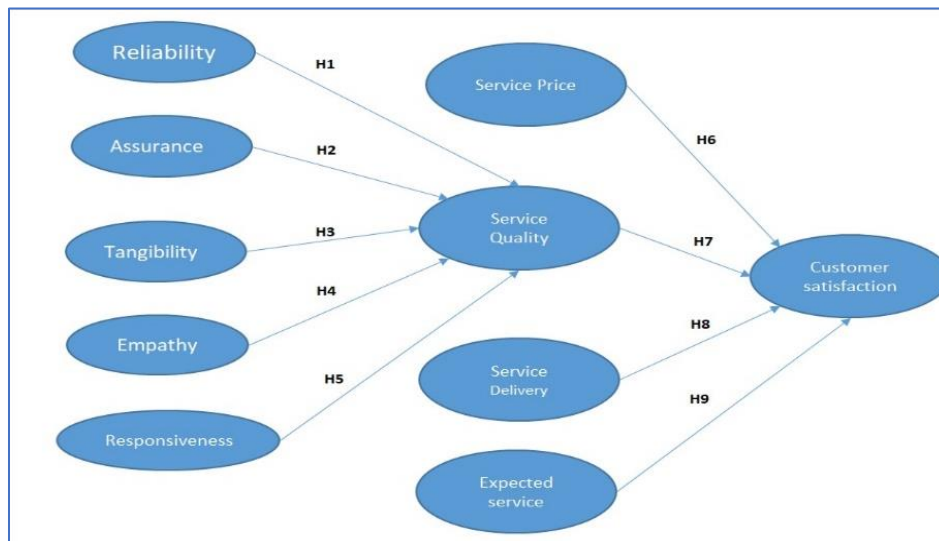 Reliability
H1
Service Price
Assurance
H2
H6
Tangibility
H3
Service
Quality
H7
Customer
satisfaction
Empathy
H4
H8
Service
Delivery
H5
H9
Responsiveness
Expected
service